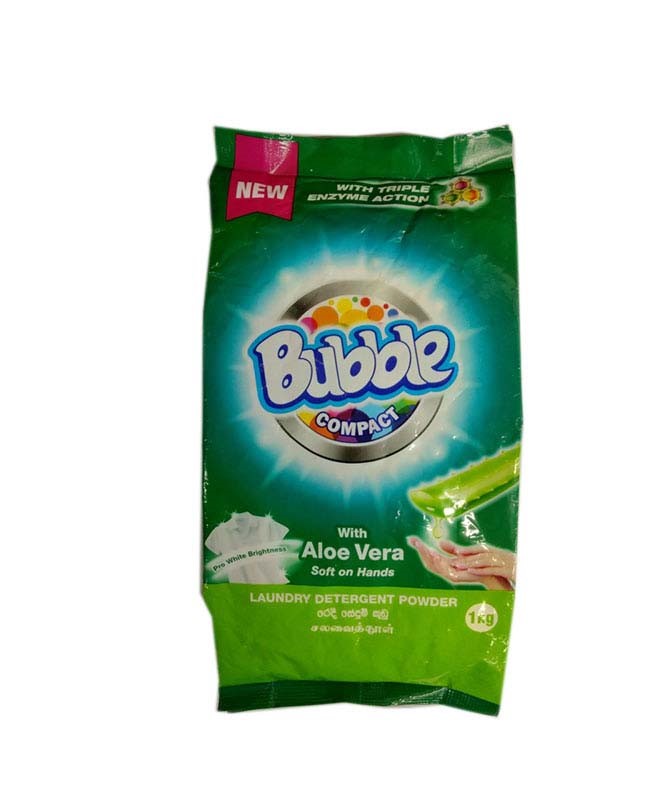 NEW
WITH TRIPLE
ENZYME ACTION
Bubble
COMPACT
With
Aloe Vera
Soft on Hands
Pro White Brightness
LAUNDRY DETERGENT POWDER
රෙදි සේදුම් කුඩු
சலவைத்தூள்
1kg